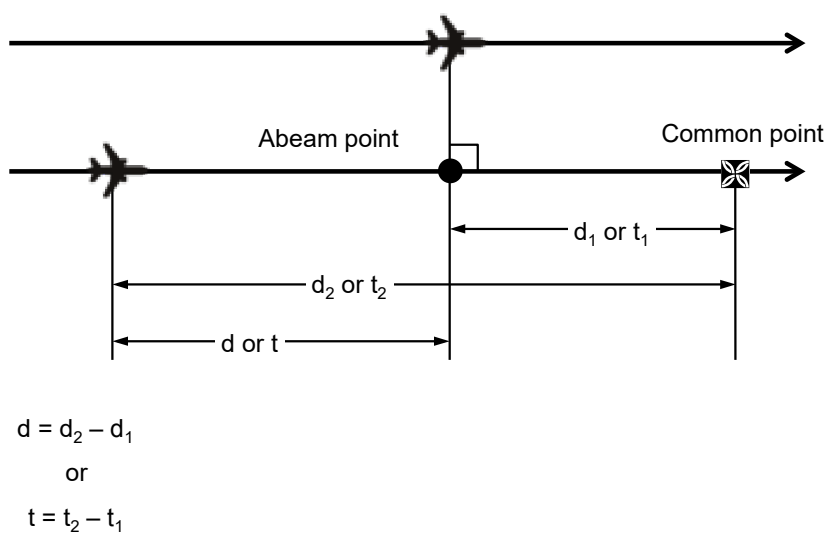 Abeam point
Common point
d₁ or t₁
d₂ or t₂
d or t
d = d₂ – d₁
or
t = t₂ – t₁